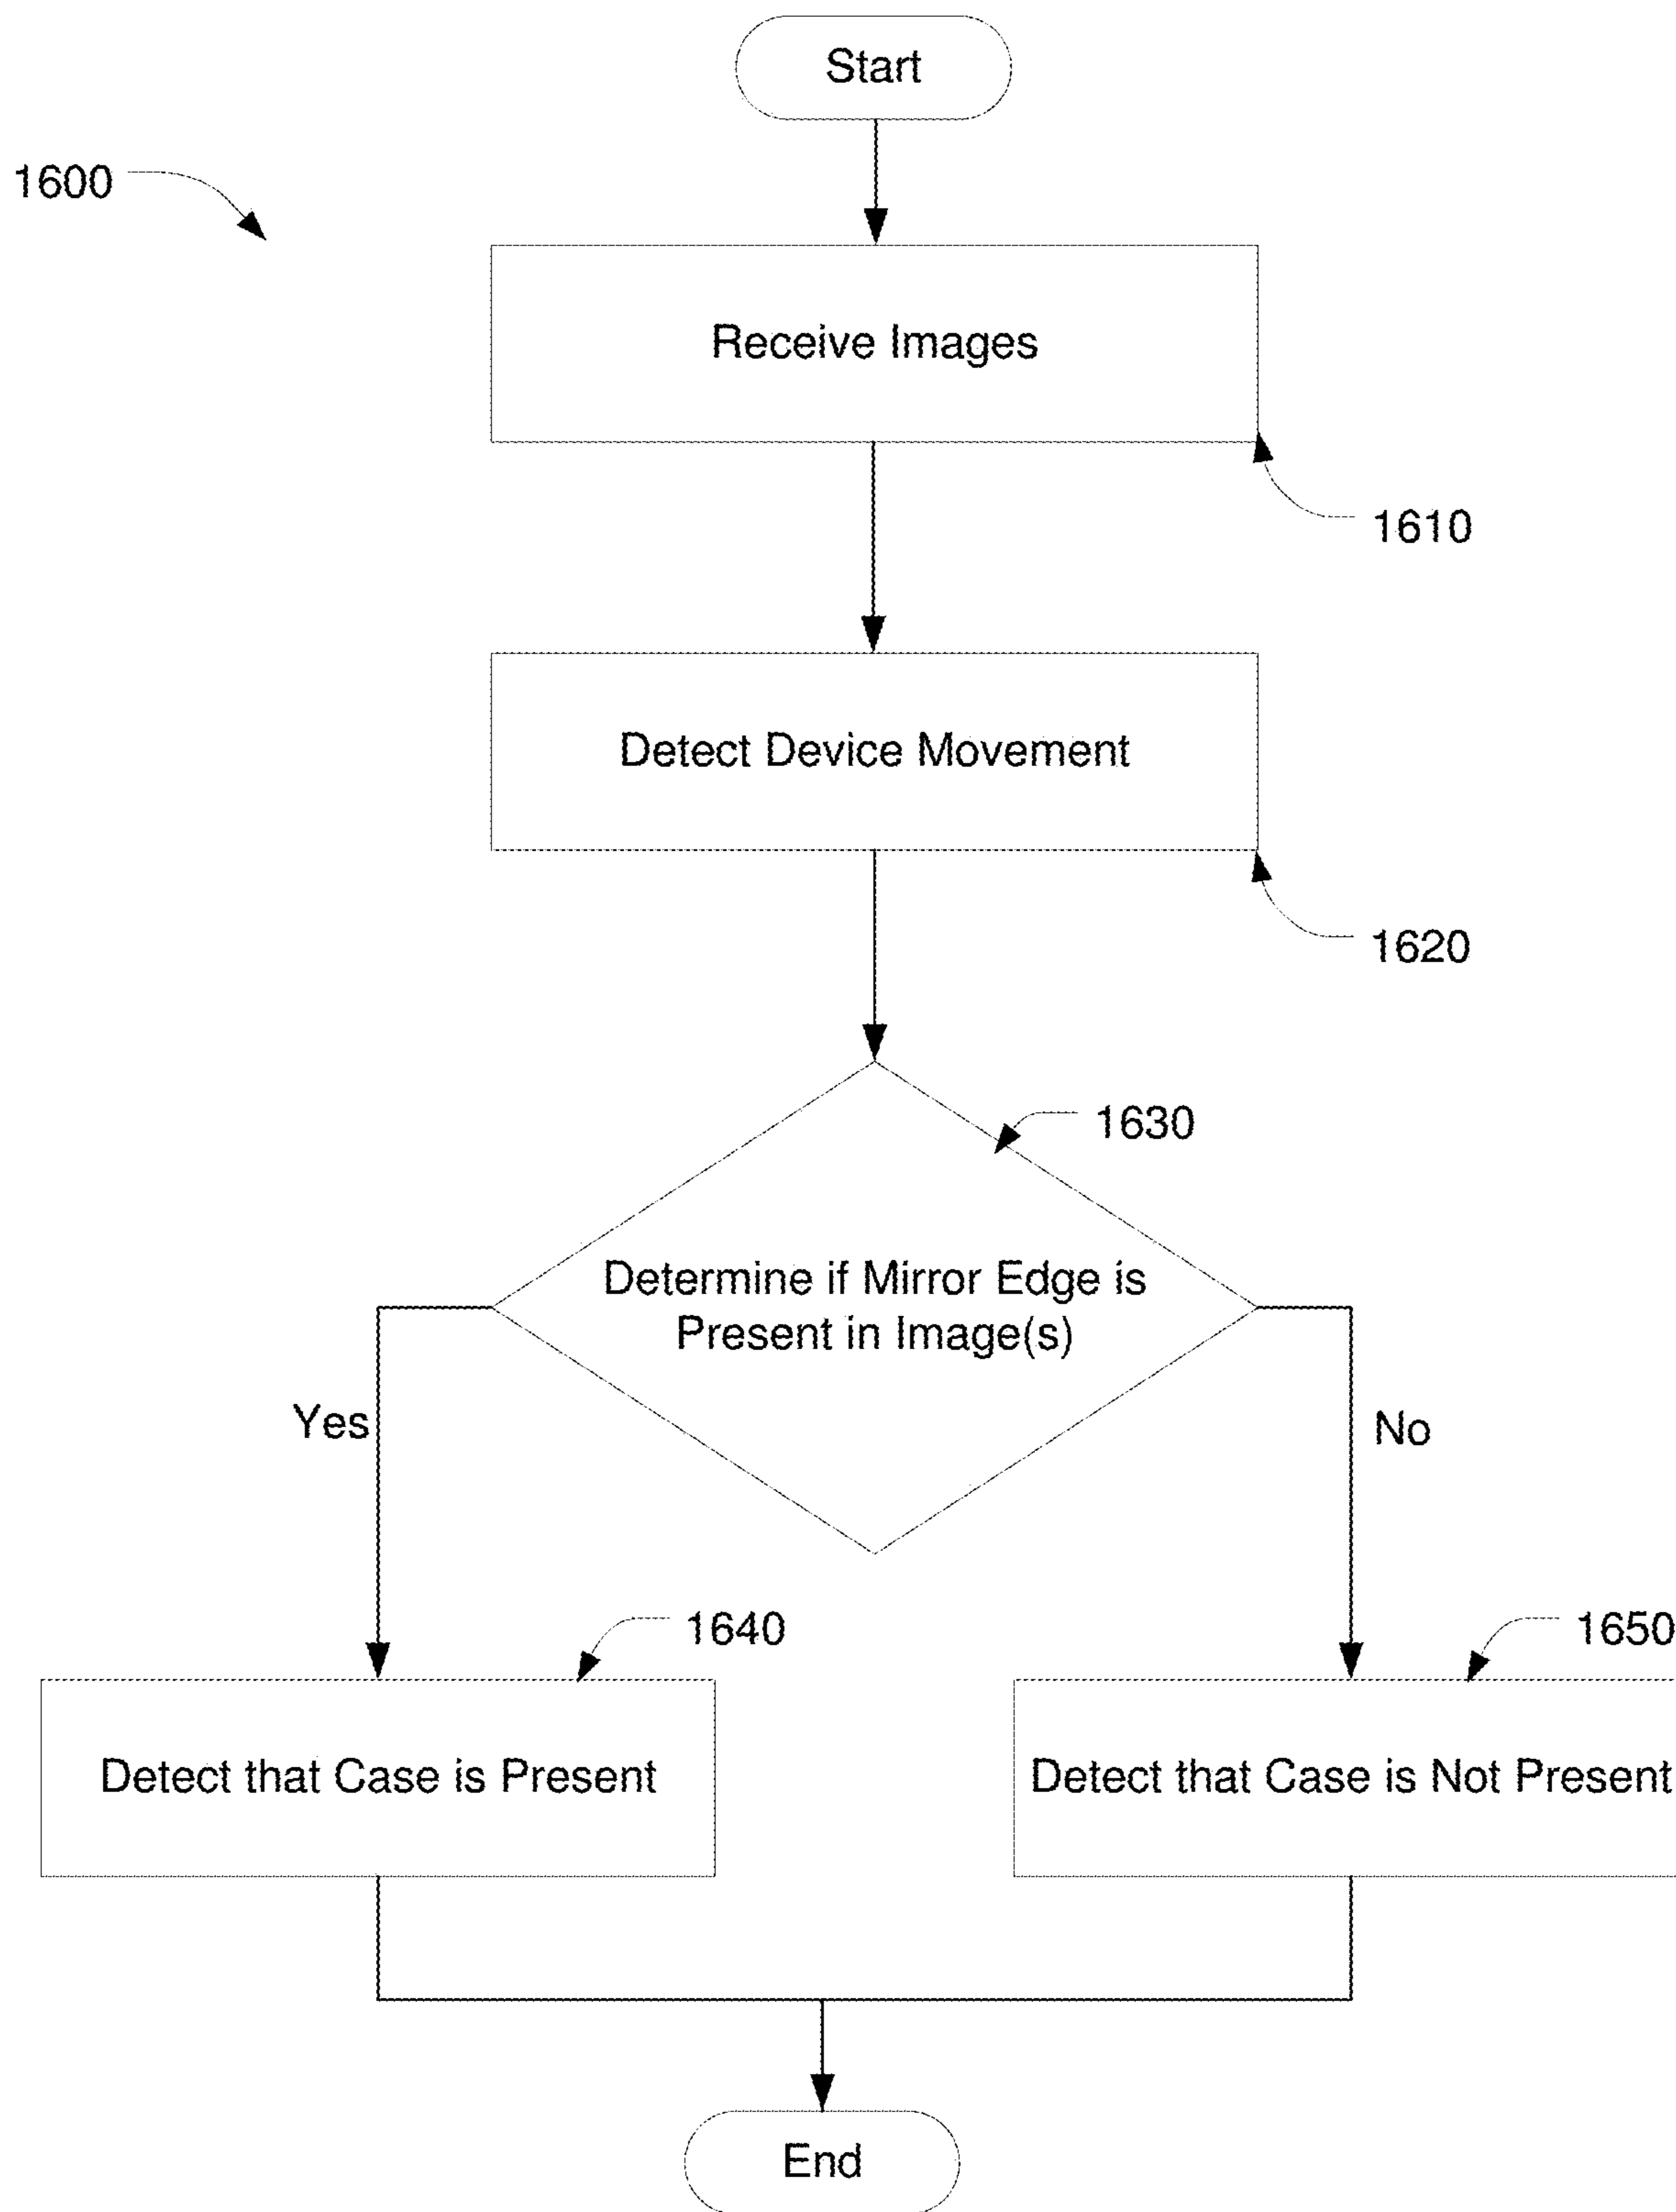 Start
1600
Receive Images
1610
Detect Device Movement
1620
1630
Determine if Mirror Edge is
Present in Image(s)
Yes
No
1640
1650
Detect that Case is Present
Detect that Case is Not Present
End